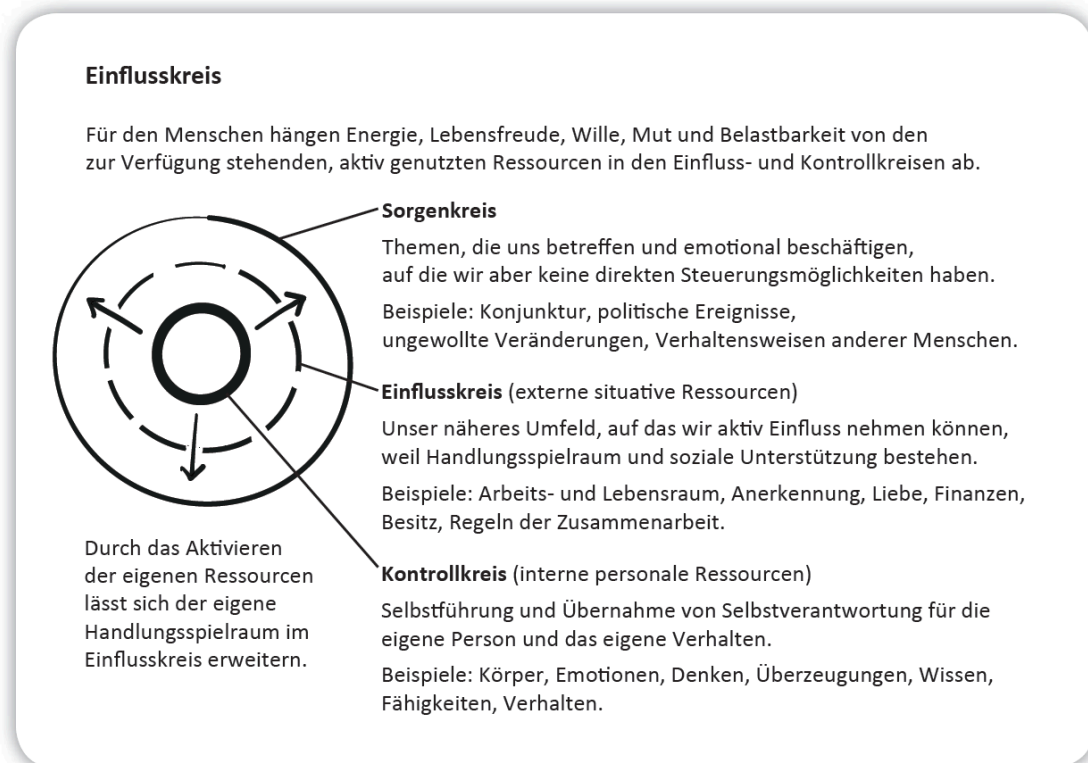 Einflusskreis
Für den Menschen hängen Energie, Lebensfreude, Wille, Mut und Belastbarkeit von den
zur Verfügung stehenden, aktiv genutzten Ressourcen in den Einfluss- und Kontrollkreisen ab.
Sorgenkreis
Themen, die uns betreffen und emotional beschäftigen,
auf die wir aber keine direkten Steuerungsmöglichkeiten haben.
Beispiele: Konjunktur, politische Ereignisse,
ungewollte Veränderungen, Verhaltensweisen anderer Menschen.
Einflusskreis (externe situative Ressourcen)
Unser näheres Umfeld, auf das wir aktiv Einfluss nehmen können,
weil Handlungsspielraum und soziale Unterstützung bestehen.
Beispiele: Arbeits- und Lebensraum, Anerkennung, Liebe, Finanzen,
Besitz, Regeln der Zusammenarbeit.
Kontrollkreis (interne personale Ressourcen)
Selbstführung und Übernahme von Selbstverantwortung für die
eigene Person und das eigene Verhalten.
Beispiele: Körper, Emotionen, Denken, Überzeugungen, Wissen,
Fähigkeiten, Verhalten.
Durch das Aktivieren
der eigenen Ressourcen
lässt sich der eigene
Handlungsspielraum im
Einflusskreis erweitern.